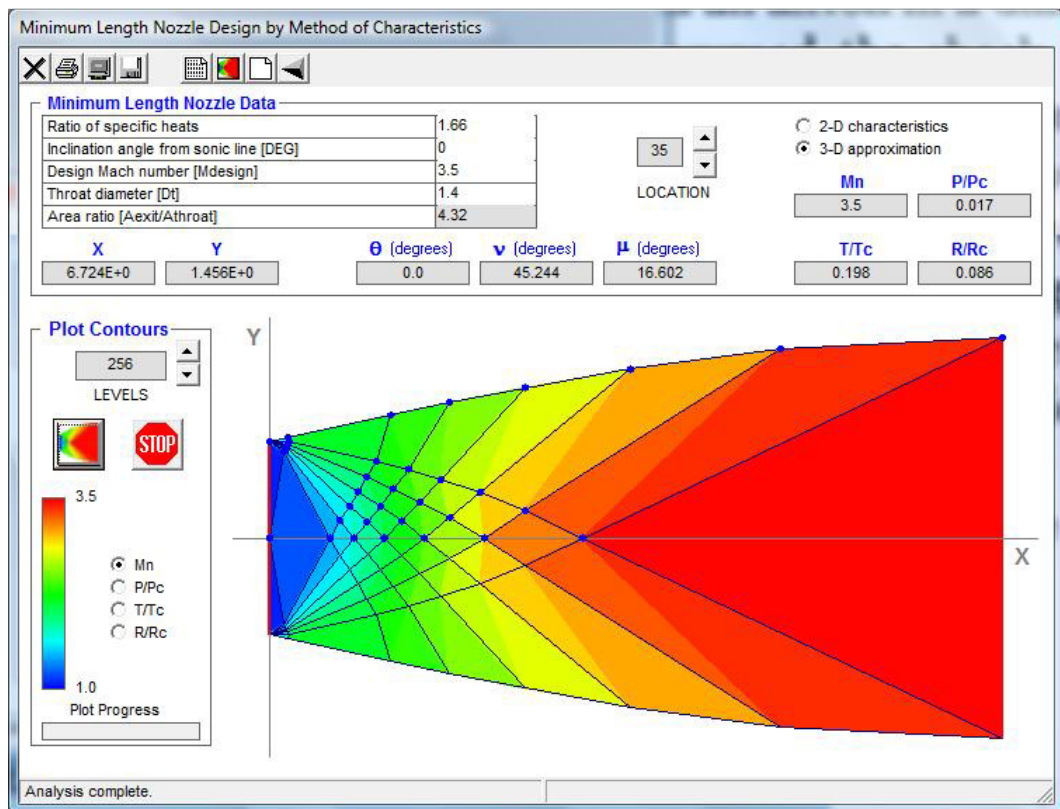 Minimum Length Nozzle Design by Method of Characteristics
Minimum Length Nozzle Data
Ratio of specific heats 1.66
Inclination angle from sonic line [DEG] 0
Design Mach number [Mdesign] 3.5
Throat diameter [Dt] 1.4
Area ratio [Aexit/Athroat] 4.32
35
LOCATION
2-D characteristics
3-D approximation
Mn P/Pc
3.5 0.017
X Y θ (degrees) ν (degrees) μ (degrees) T/Tc R/Rc
6.724E+0 1.456E+0 0.0 45.244 16.602 0.198 0.086
Plot Contours
256
LEVELS
STOP
3.5
Mn
P/Pc
T/Tc
R/Rc
1.0
Plot Progress
Y
X
Analysis complete.